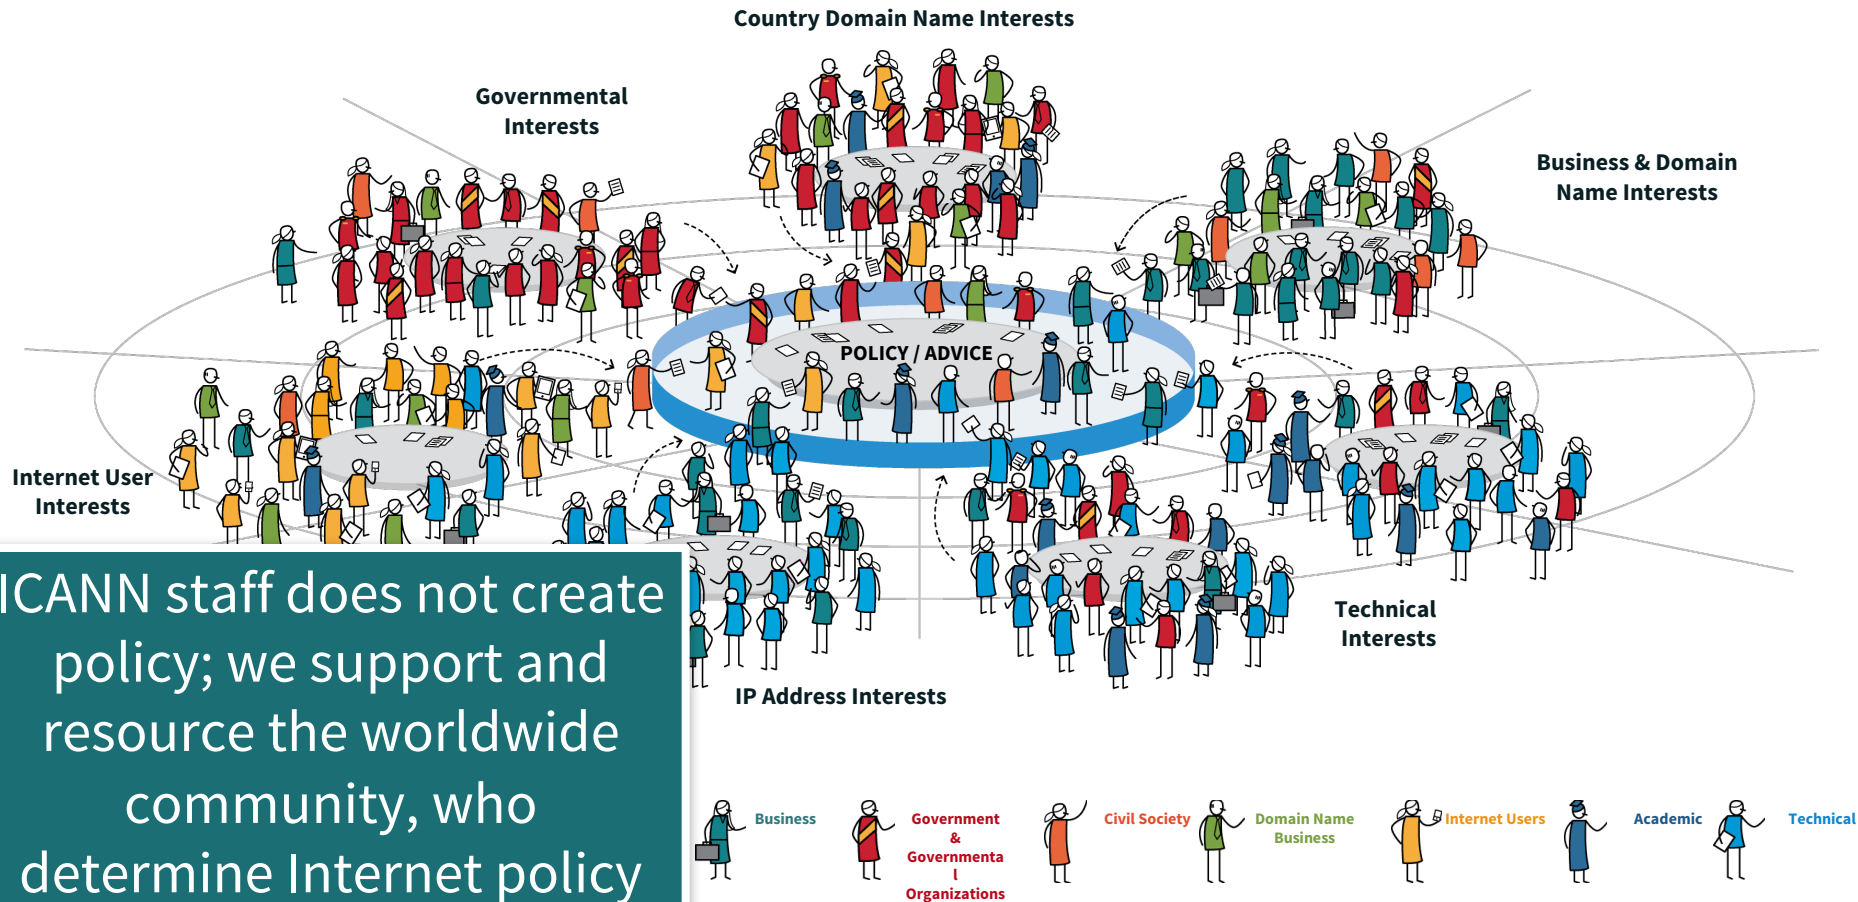 Country Domain Name Interests
Governmental
Interests
Business & Domain
Name Interests
POLICY / ADVICE
Internet User
Interests
Technical
Interests
IP Address Interests
ICANN staff does not create
policy; we support and
resource the worldwide
community, who
determine Internet policy
Business
Government
&
Governmenta
l
Organizations
Civil Society
Domain Name
Business
Internet Users
Academic
Technical